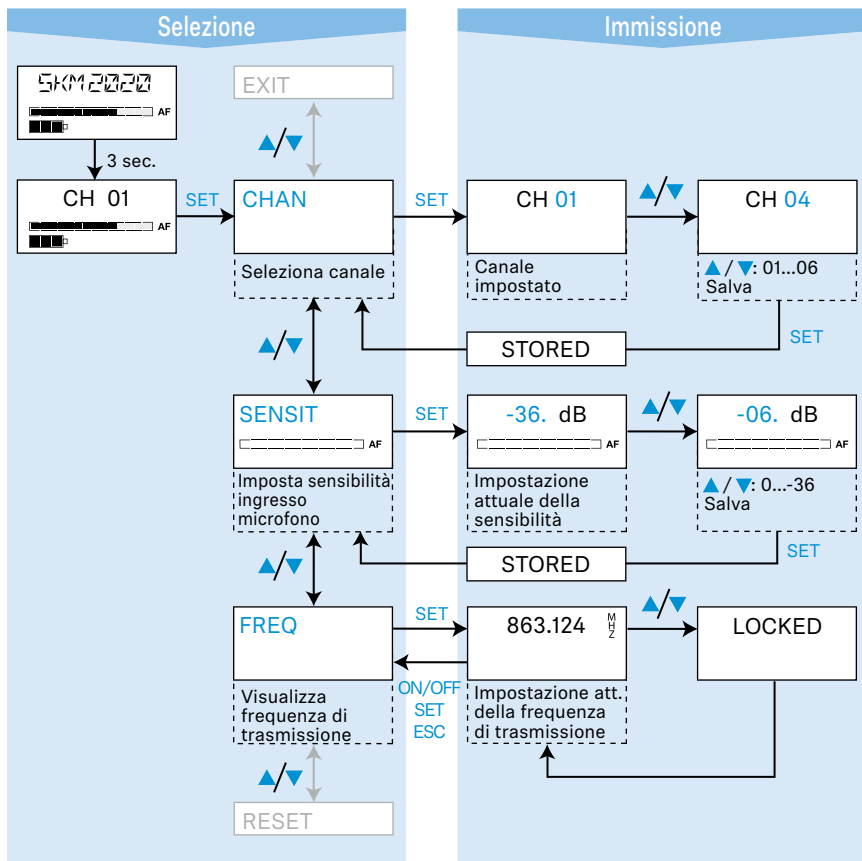 Selezione
Immissione
SKM2020
AF
3 sec.
CH 01
AF
SET
EXIT
▲/▼
CHAN
Seleziona canale
SET
CH 01
Canale
impostato
▲/▼
CH 04
▲ / ▼: 01...06
Salva
SET
STORED
▲/▼
SENSIT
AF
Imposta sensibilità
ingresso
microfono
SET
-36. dB
AF
Impostazione
attuale della
sensibilità
▲/▼
-06. dB
AF
▲ / ▼: 0...-36
Salva
SET
STORED
▲/▼
FREQ
Visualizza
frequenza di
trasmissione
SET
ON/OFF
SET
ESC
863.124 MHZ
Impostazione att.
della frequenza
di trasmissione
▲/▼
LOCKED
▲/▼
RESET